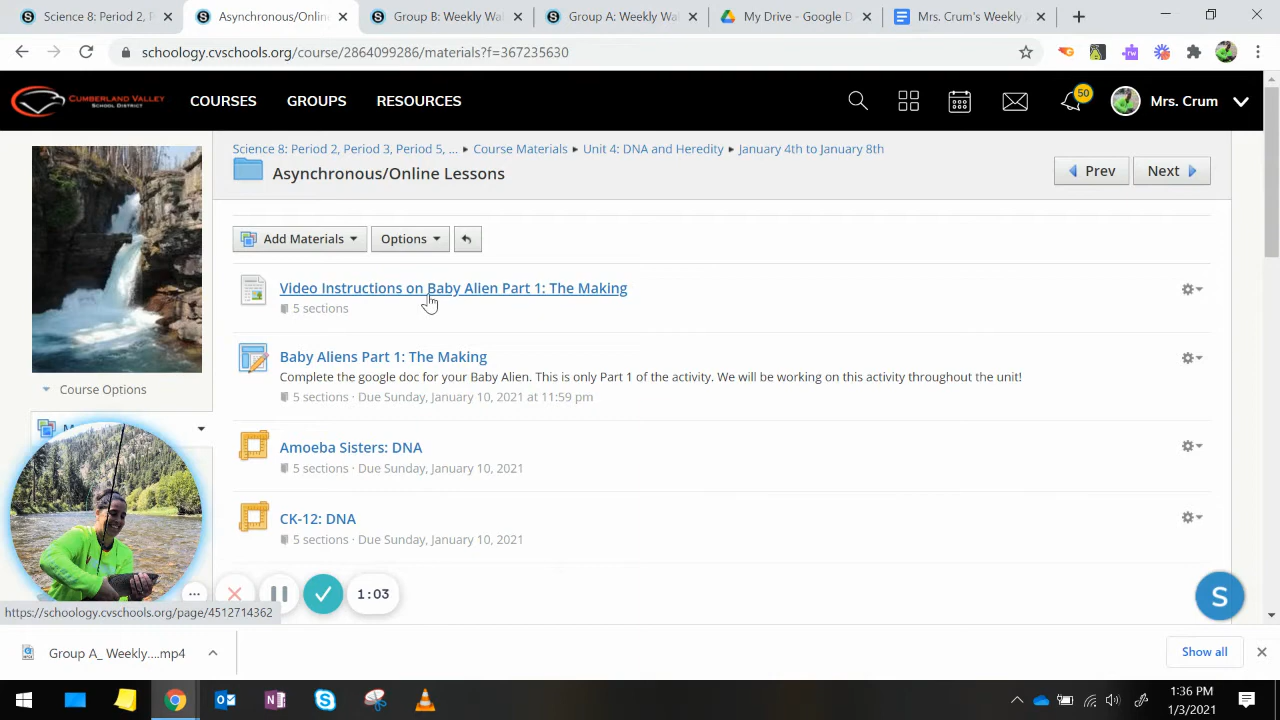 Science 8: Period 2, P
Asynchronous/Onlin
Group B: Weekly Wal
Group A: Weekly Wa
My Drive - Google D
Mrs. Crum's Weekly
schoology.cvschools.org/course/2864099286/materials?f=367235630
CUMBERLAND VALLEY
SCHOOL DISTRICT
COURSES
GROUPS
RESOURCES
50
Mrs. Crum
Science 8: Period 2, Period 3, Period 5, ... ▸ Course Materials ▸ Unit 4: DNA and Heredity ▸ January 4th to January 8th
Asynchronous/Online Lessons
Prev
Next
Add Materials
Options
Video Instructions on Baby Alien Part 1: The Making
5 sections
Baby Aliens Part 1: The Making
Complete the google doc for your Baby Alien. This is only Part 1 of the activity. We will be working on this activity throughout the unit!
5 sections · Due Sunday, January 10, 2021 at 11:59 pm
Course Options
Amoeba Sisters: DNA
5 sections · Due Sunday, January 10, 2021
CK-12: DNA
5 sections · Due Sunday, January 10, 2021
1:03
S
https://schoology.cvschools.org/page/4512714362
Group A_ Weekly....mp4
Show all
1:36 PM
1/3/2021